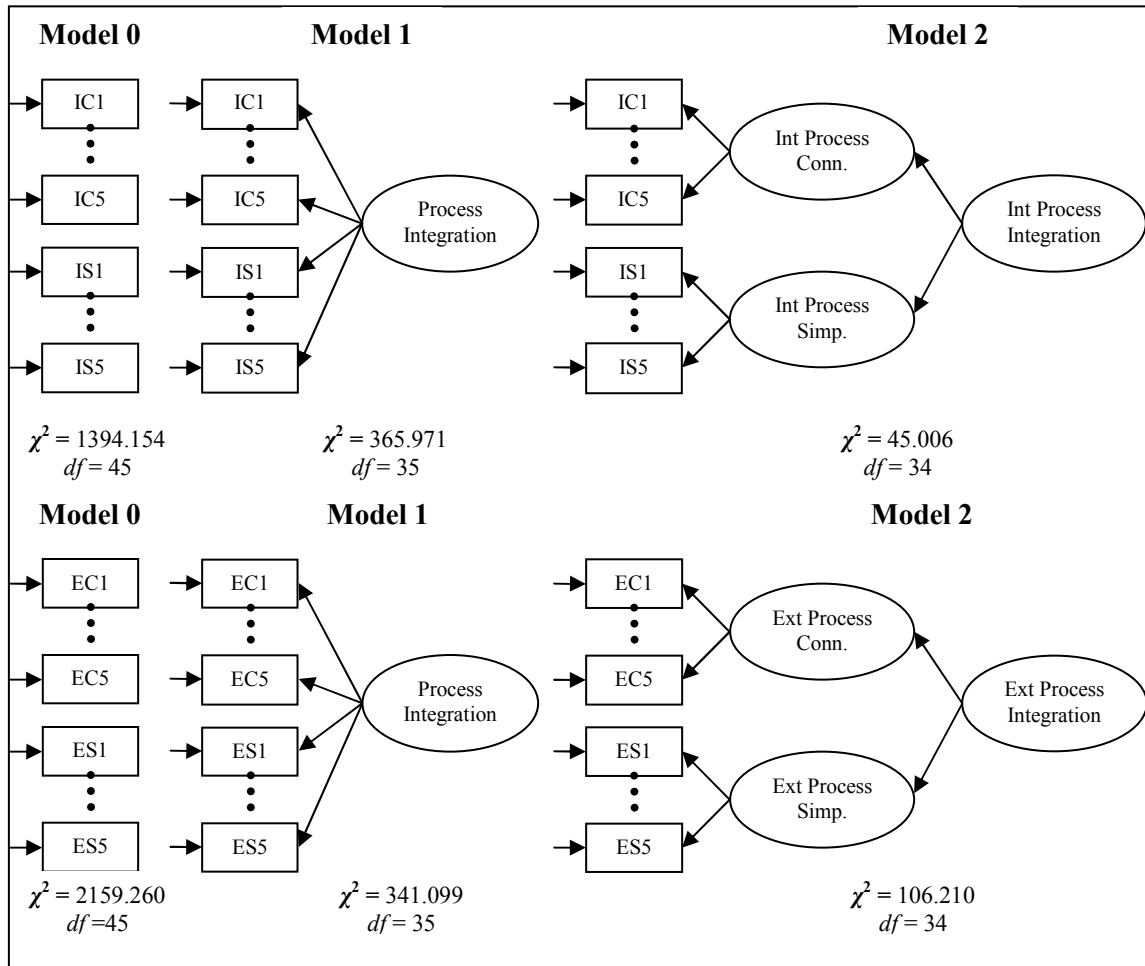 Model 0
Model 1
Model 2
IC1
IC5
IS1
IS5
IC1
IC5
IS1
IS5
Process
Integration
IC1
IC5
IS1
IS5
Int Process
Conn.
Int Process
Simp.
Int Process
Integration
χ² = 1394.154
df = 45
χ² = 365.971
df = 35
χ² = 45.006
df = 34
Model 0
Model 1
Model 2
EC1
EC5
ES1
ES5
EC1
EC5
ES1
ES5
Process
Integration
EC1
EC5
ES1
ES5
Ext Process
Conn.
Ext Process
Simp.
Ext Process
Integration
χ² = 2159.260
df =45
χ² = 341.099
df = 35
χ² = 106.210
df = 34